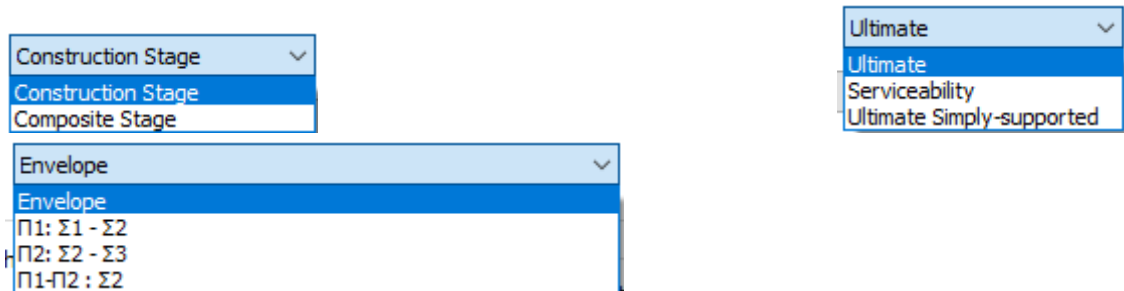 Construction Stage
Construction Stage
Composite Stage
Ultimate
Ultimate
Serviceability
Ultimate Simply-supported
Envelope
Envelope
Π1: Σ1 - Σ2
Π2: Σ2 - Σ3
Π1-Π2 : Σ2